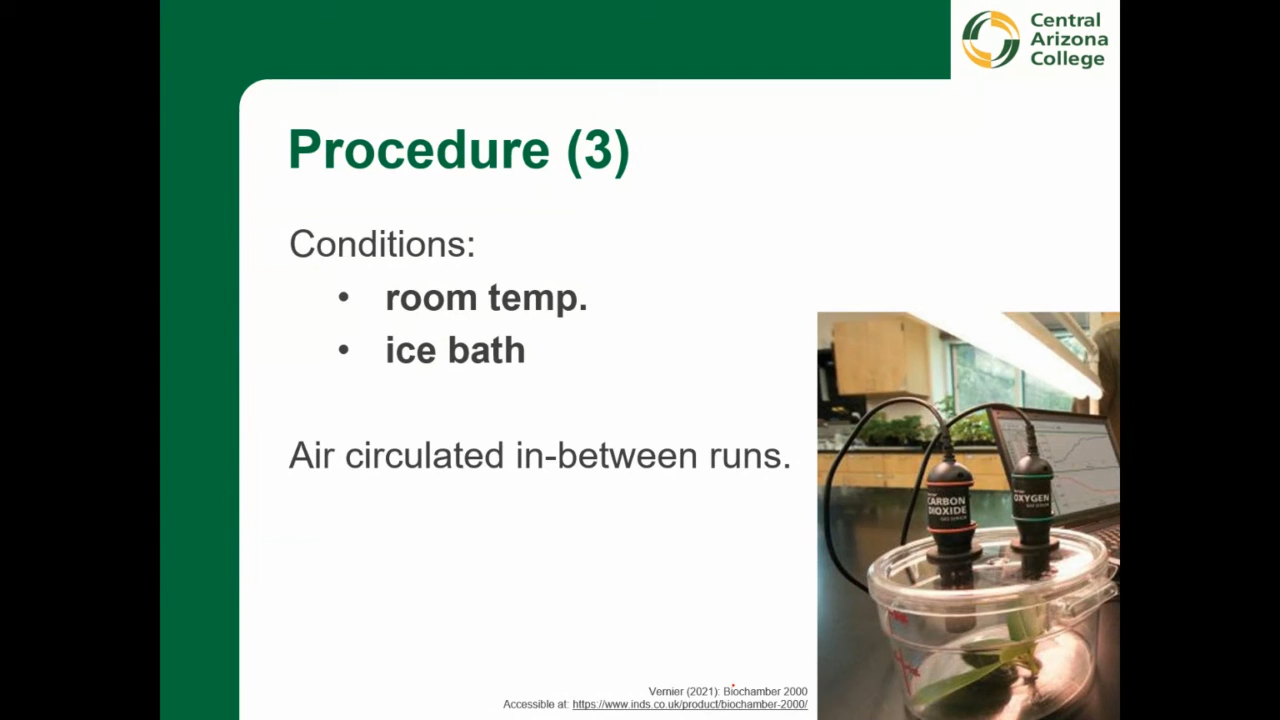 Central
Arizona
College
Procedure (3)
Conditions:
• room temp.
• ice bath
Air circulated in-between runs.
CARBON
DIOXIDE
OXYGEN
Vernier (2021): Biochamber 2000
Accessible at: https://www.inds.co.uk/product/biochamber-2000/